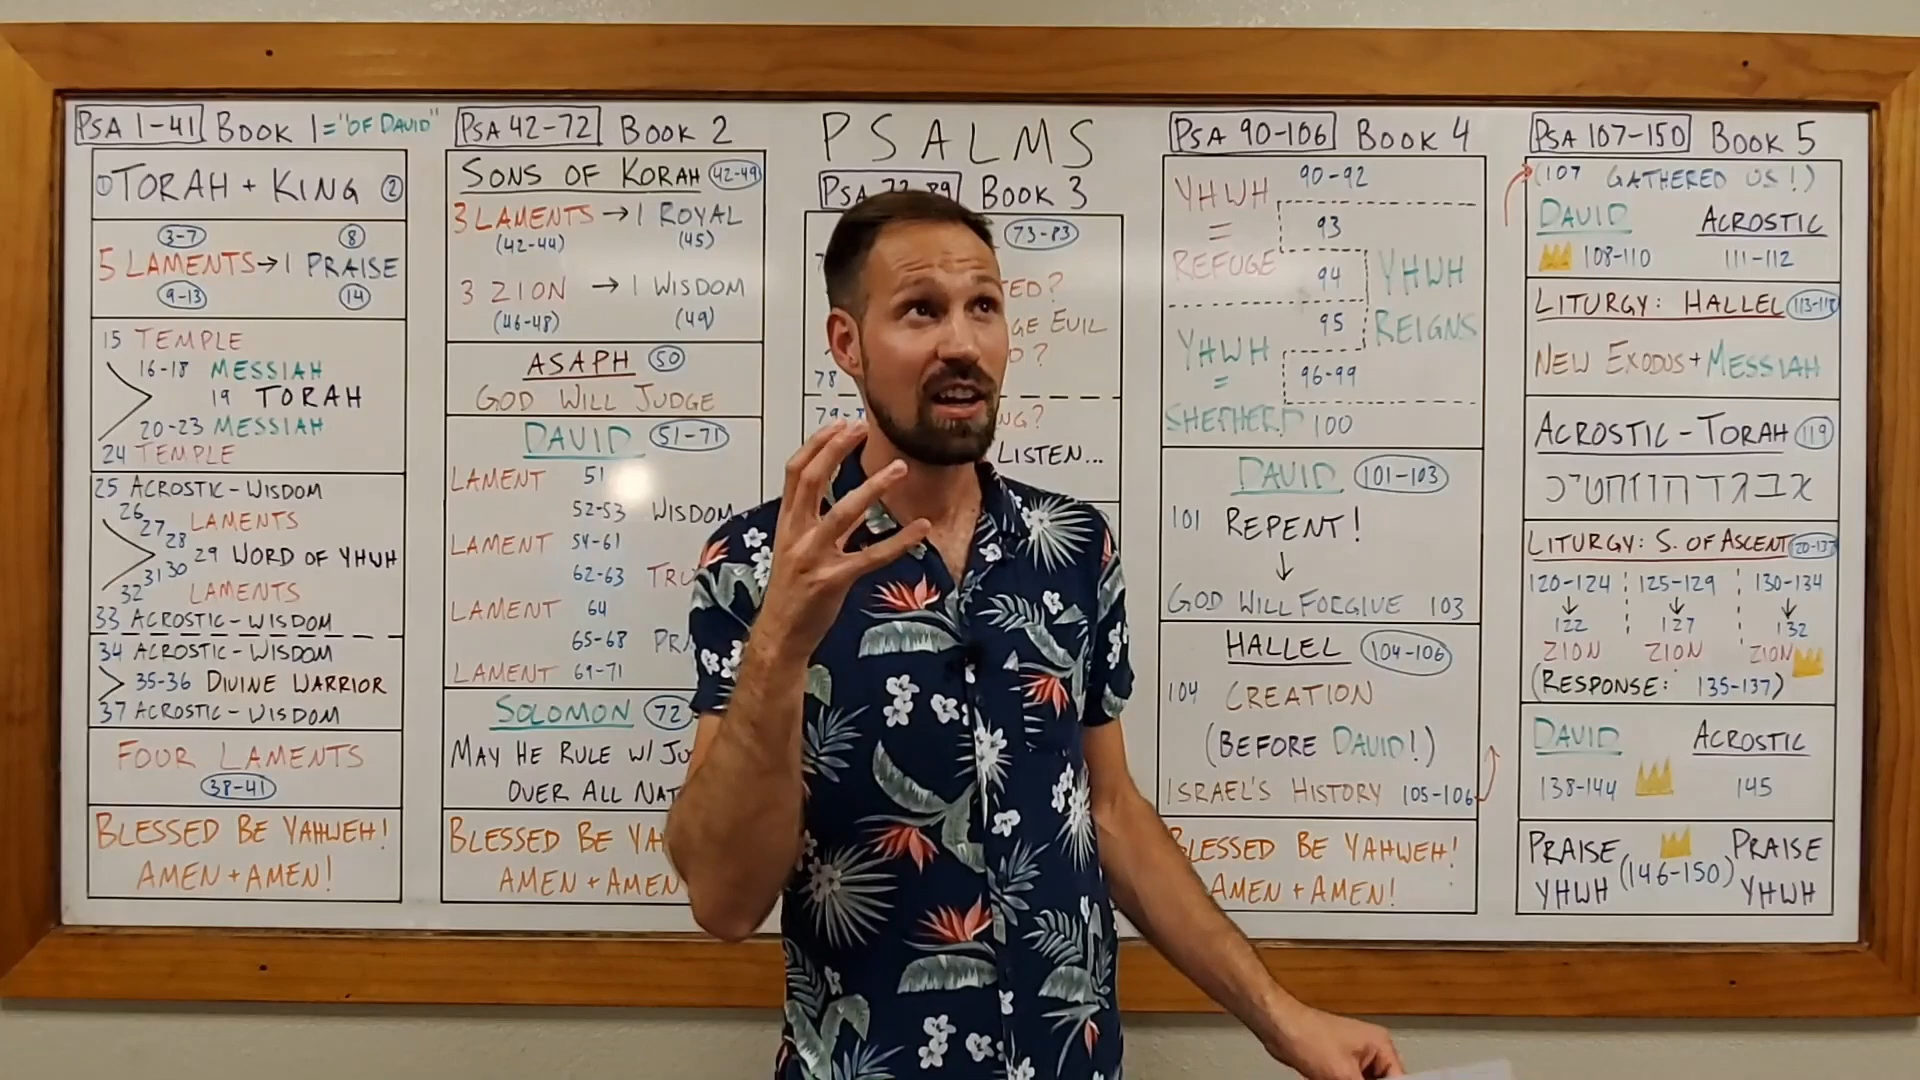 PSALMS
PSA 1-41 BOOK 1 = "OF DAVID"
① TORAH + KING ②
3-7 8
5 LAMENTS → 1 PRAISE
9-13 14
15 TEMPLE
16-18 MESSIAH
19 TORAH
20-23 MESSIAH
24 TEMPLE
25 ACROSTIC - WISDOM
26
27 LAMENTS
28
29 WORD OF YHWH
30
31
32 LAMENTS
33 ACROSTIC - WISDOM
34 ACROSTIC - WISDOM
35-36 DIVINE WARRIOR
37 ACROSTIC - WISDOM
FOUR LAMENTS
38-41
BLESSED BE YAHWEH!
AMEN + AMEN!
PSA 42-72 BOOK 2
SONS OF KORAH 42-49
3 LAMENTS → 1 ROYAL
(42-44) (45)
3 ZION → 1 WISDOM
(46-48) (49)
ASAPH 50
GOD WILL JUDGE
DAVID 51-71
LAMENT 51
52-53 WISDOM
LAMENT 54-61
62-63
LAMENT 64
65-68
LAMENT 69-71
SOLOMON 72
MAY HE RULE W/
OVER ALL
BLESSED BE
AMEN + AMEN
BOOK 3
73-83
EVIL
78
LISTEN...
PSA 90-106 BOOK 4
YHWH 90-92
= 93
REFUGE 94 YHWH
95 REIGNS
YHWH
= 96-99
SHEPHERD 100
DAVID 101-103
101 REPENT!
↓
GOD WILL FORGIVE 103
HALLEL 104-106
104 CREATION
(BEFORE DAVID!)
ISRAEL'S HISTORY 105-106
BLESSED BE YAHWEH!
AMEN + AMEN!
PSA 107-150 BOOK 5
(107 GATHERED US!)
DAVID ACROSTIC
108-110 111-112
LITURGY: HALLEL 113-118
NEW EXODUS + MESSIAH
ACROSTIC - TORAH 119
אבגדהוזחטיכ
LITURGY: S. OF ASCENT
120-124 125-129 130-134
↓ ↓ ↓
122 127 132
ZION ZION ZION
(RESPONSE: 135-137)
DAVID ACROSTIC
138-144 145
PRAISE PRAISE
YHWH (146-150) YHWH